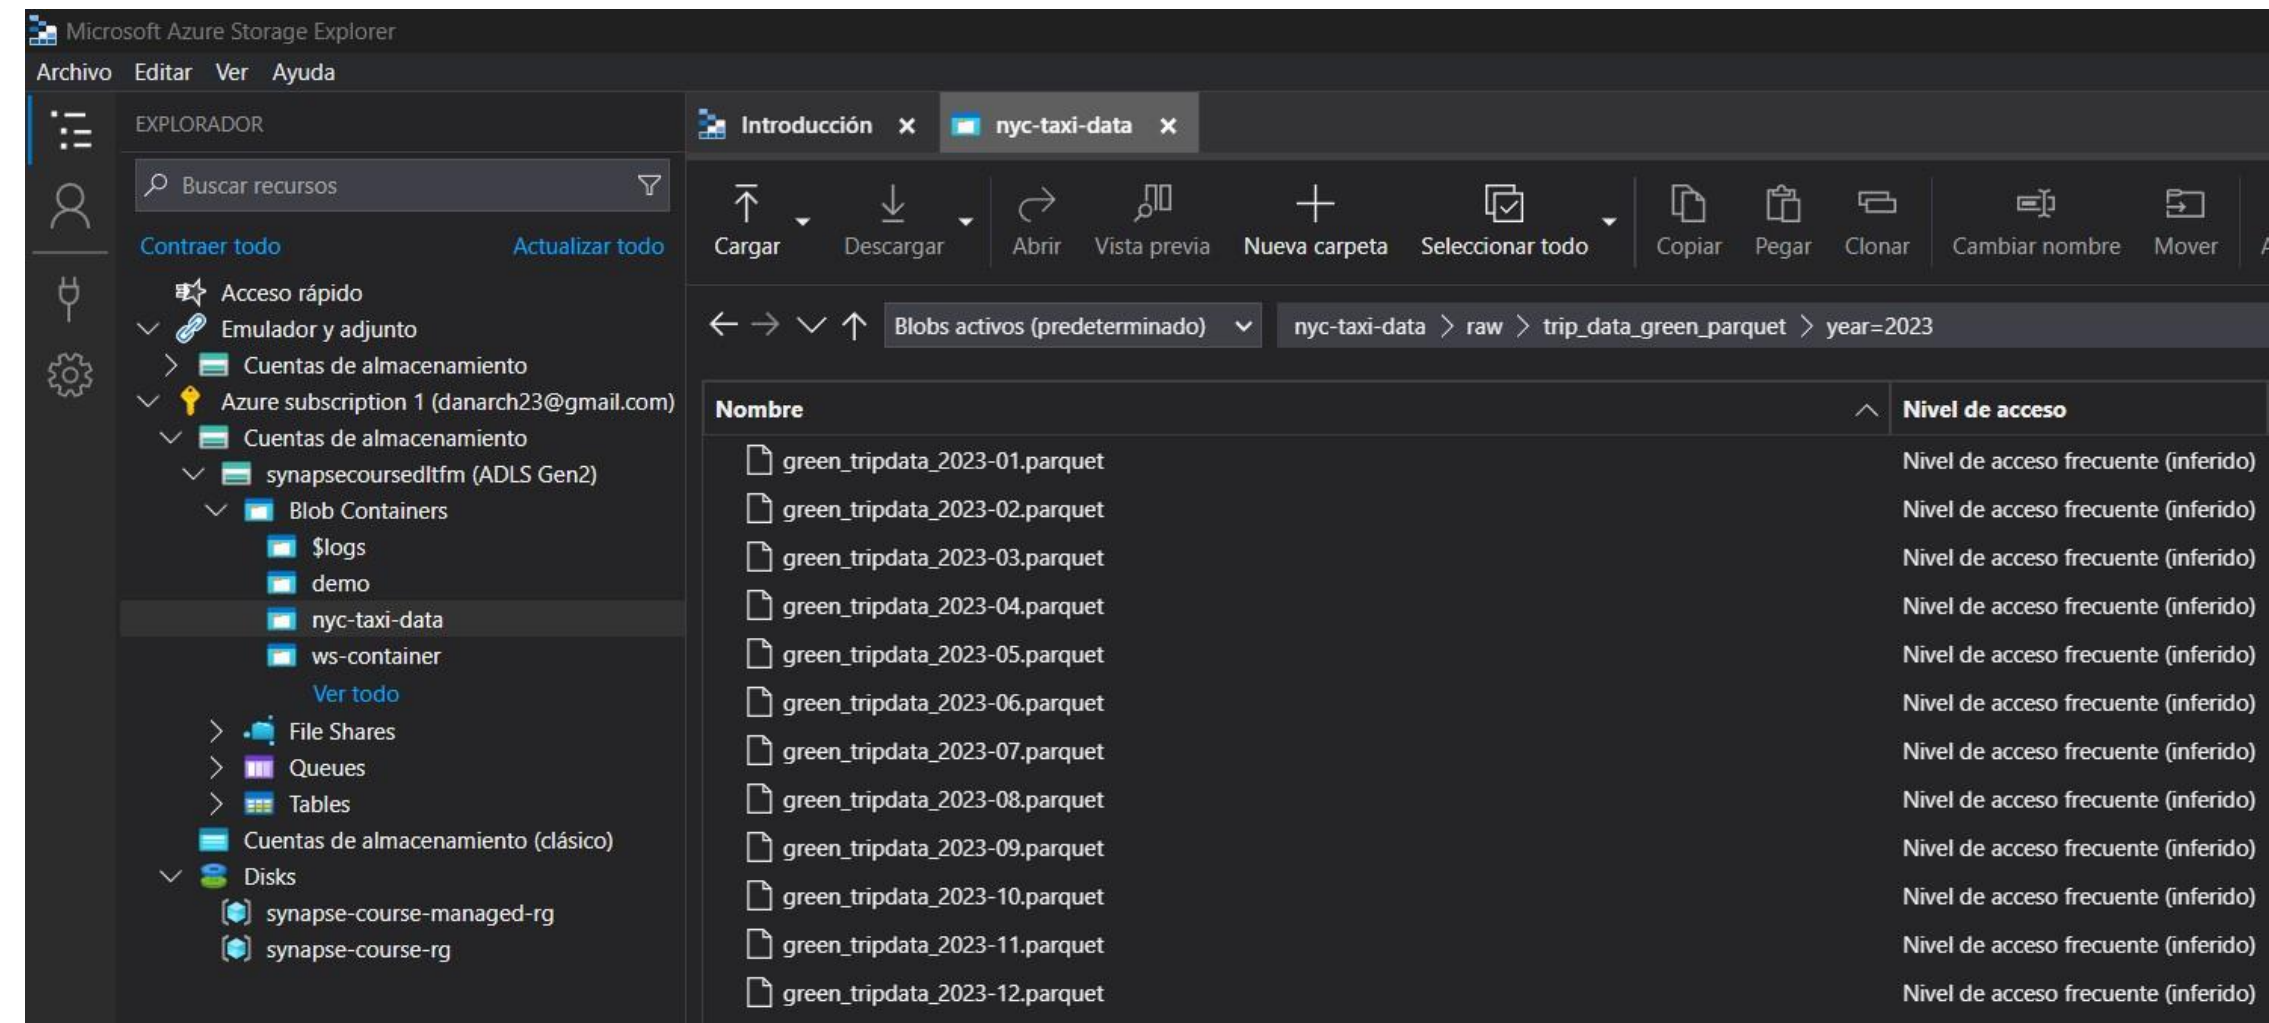 Microsoft Azure Storage Explorer
Archivo Editar Ver Ayuda
EXPLORADOR
Buscar recursos
Contraer todo Actualizar todo
Acceso rápido
Emulador y adjunto
Cuentas de almacenamiento
Azure subscription 1 (danarch23@gmail.com)
Cuentas de almacenamiento
synapsecoursedltfm (ADLS Gen2)
Blob Containers
$logs
demo
nyc-taxi-data
ws-container
Ver todo
File Shares
Queues
Tables
Cuentas de almacenamiento (clásico)
Disks
synapse-course-managed-rg
synapse-course-rg
Introducción nyc-taxi-data
Cargar Descargar Abrir Vista previa Nueva carpeta Seleccionar todo Copiar Pegar Clonar Cambiar nombre Mover
Blobs activos (predeterminado) nyc-taxi-data > raw > trip_data_green_parquet > year=2023
Nombre Nivel de acceso
green_tripdata_2023-01.parquet Nivel de acceso frecuente (inferido)
green_tripdata_2023-02.parquet Nivel de acceso frecuente (inferido)
green_tripdata_2023-03.parquet Nivel de acceso frecuente (inferido)
green_tripdata_2023-04.parquet Nivel de acceso frecuente (inferido)
green_tripdata_2023-05.parquet Nivel de acceso frecuente (inferido)
green_tripdata_2023-06.parquet Nivel de acceso frecuente (inferido)
green_tripdata_2023-07.parquet Nivel de acceso frecuente (inferido)
green_tripdata_2023-08.parquet Nivel de acceso frecuente (inferido)
green_tripdata_2023-09.parquet Nivel de acceso frecuente (inferido)
green_tripdata_2023-10.parquet Nivel de acceso frecuente (inferido)
green_tripdata_2023-11.parquet Nivel de acceso frecuente (inferido)
green_tripdata_2023-12.parquet Nivel de acceso frecuente (inferido)